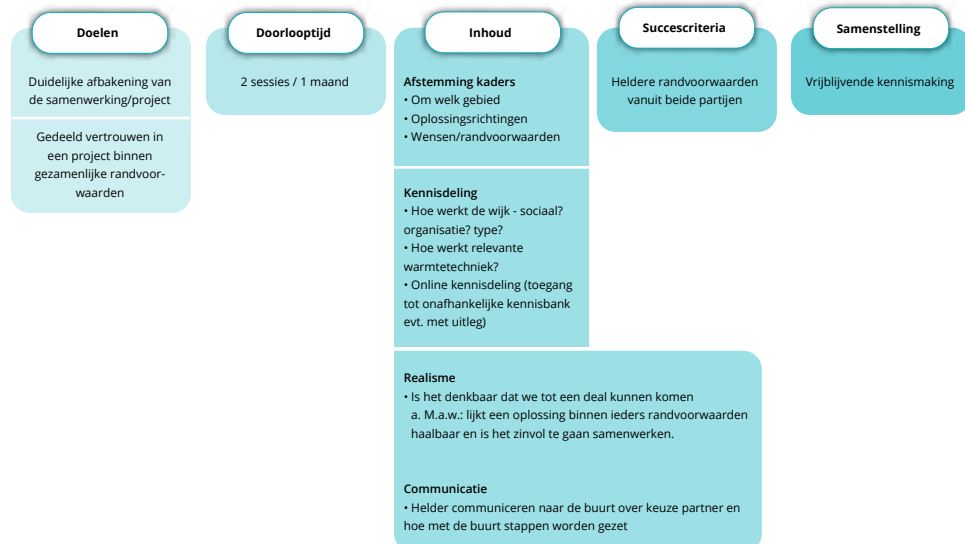 Doelen
Duidelijke afbakening van
de samenwerking/project
Gedeeld vertrouwen in
een project binnen
gezamenlijke randvoor-
waarden
Doorlooptijd
2 sessies / 1 maand
Inhoud
Afstemming kaders
• Om welk gebied
• Oplossingsrichtingen
• Wensen/randvoorwaarden
Kennisdeling
• Hoe werkt de wijk - sociaal?
organisatie? type?
• Hoe werkt relevante
warmtetechniek?
• Online kennisdeling (toegang
tot onafhankelijke kennisbank
evt. met uitleg)
Realisme
• Is het denkbaar dat we tot een deal kunnen komen
a. M.a.w.: lijkt een oplossing binnen ieders randvoorwaarden
haalbaar en is het zinvol te gaan samenwerken.
Communicatie
• Helder communiceren naar de buurt over keuze partner en
hoe met de buurt stappen worden gezet
Succescriteria
Heldere randvoorwaarden
vanuit beide partijen
Samenstelling
Vrijblijvende kennismaking